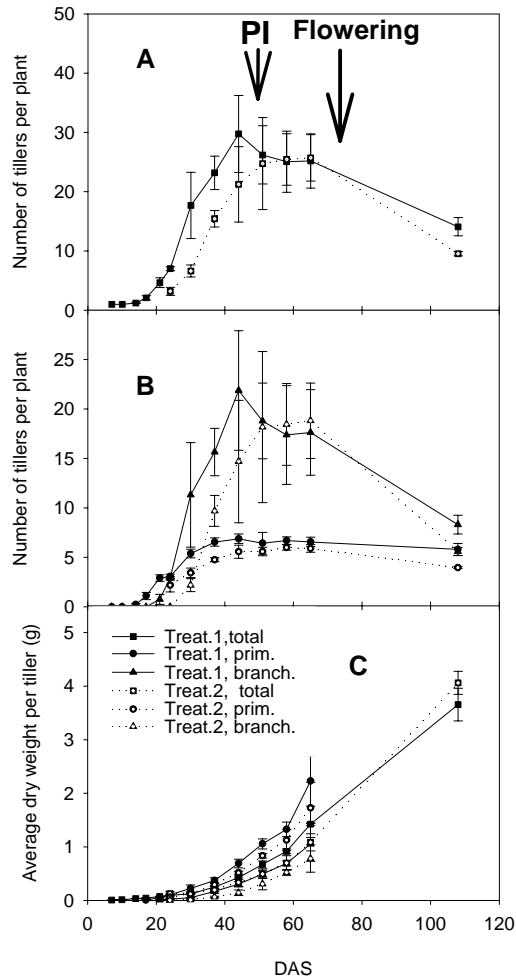 50
40
30
20
10
0
Number of tillers per plant
A
PI
Flowering
25
20
15
10
5
0
Number of tillers per plant
B
5
4
3
2
1
0
Average dry weight per tiller (g)
C
Treat.1,total
Treat.1, prim.
Treat.1, branch.
Treat.2, total
Treat.2, prim.
Treat.2, branch.
0 20 40 60 80 100 120
DAS